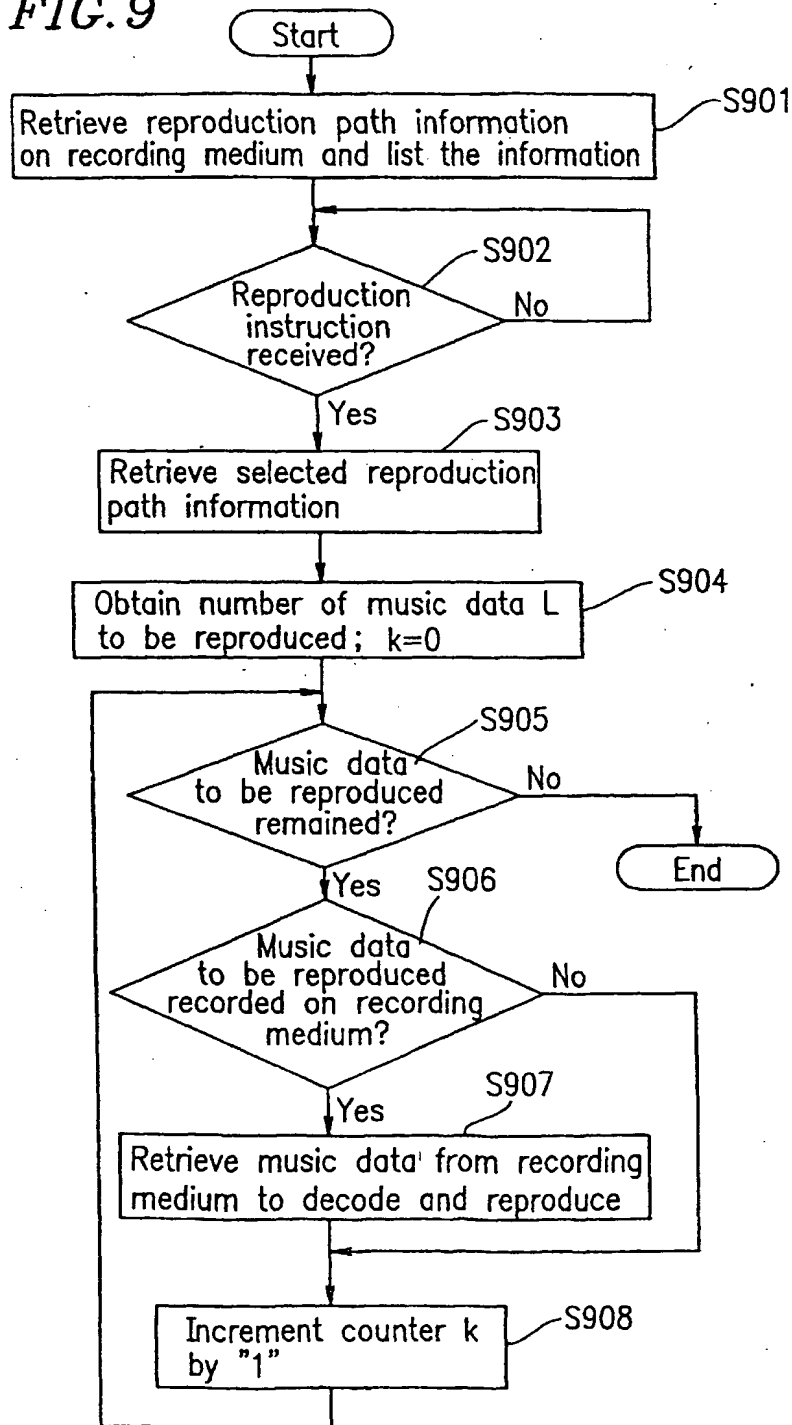 FIG. 9
Start
S901
Retrieve reproduction path information
on recording medium and list the information
S902
Reproduction
instruction
received?
No
Yes
S903
Retrieve selected reproduction
path information
S904
Obtain number of music data L
to be reproduced; k=0
S905
Music data
to be reproduced
remained?
No
End
Yes
S906
Music data
to be reproduced
recorded on recording
medium?
No
Yes
S907
Retrieve music data from recording
medium to decode and reproduce
S908
Increment counter k
by "1"